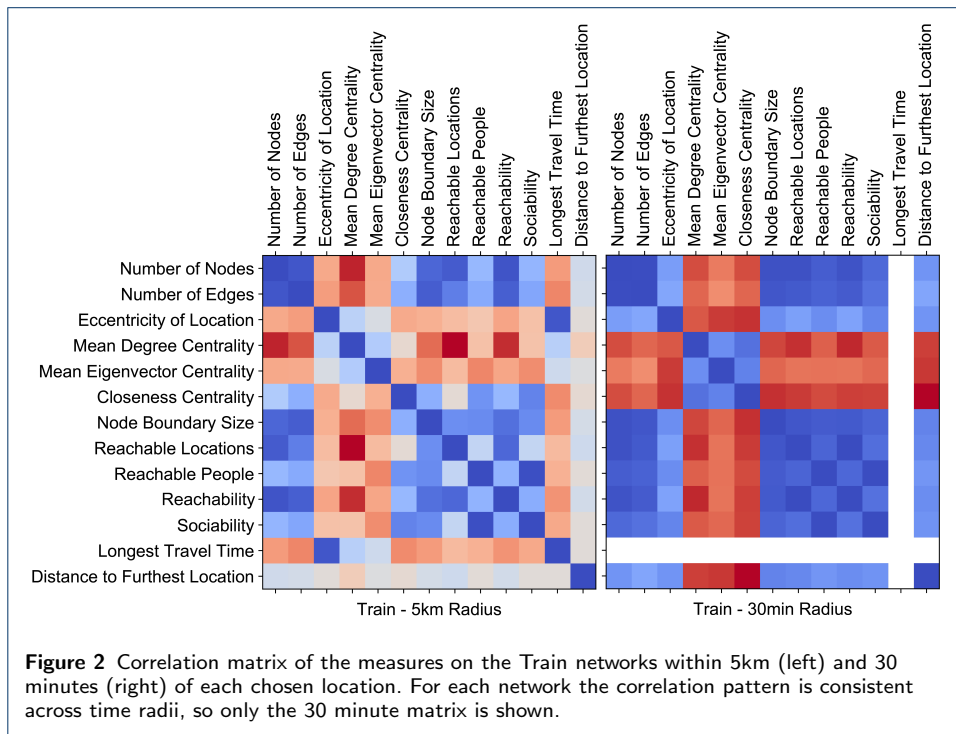 Number of Nodes
Number of Edges
Eccentricity of Location
Mean Degree Centrality
Mean Eigenvector Centrality
Closeness Centrality
Node Boundary Size
Reachable Locations
Reachable People
Reachability
Sociability
Longest Travel Time
Distance to Furthest Location
Number of Nodes
Number of Edges
Eccentricity of Location
Mean Degree Centrality
Mean Eigenvector Centrality
Closeness Centrality
Node Boundary Size
Reachable Locations
Reachable People
Reachability
Sociability
Longest Travel Time
Distance to Furthest Location
Number of Nodes
Number of Edges
Eccentricity of Location
Mean Degree Centrality
Mean Eigenvector Centrality
Closeness Centrality
Node Boundary Size
Reachable Locations
Reachable People
Reachability
Sociability
Longest Travel Time
Distance to Furthest Location
Train - 5km Radius
Train - 30min Radius
Figure 2 Correlation matrix of the measures on the Train networks within 5km (left) and 30
minutes (right) of each chosen location. For each network the correlation pattern is consistent
across time radii, so only the 30 minute matrix is shown.